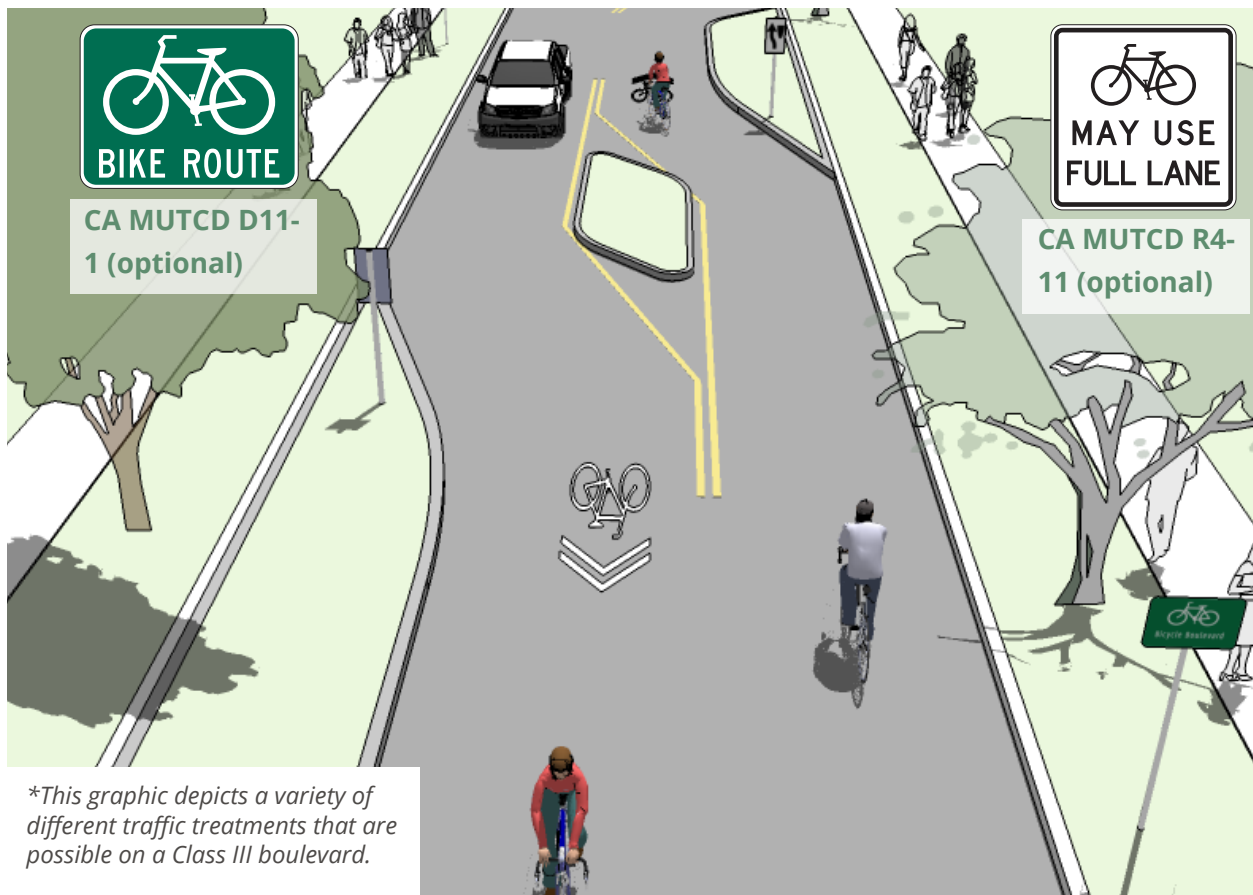 BIKE ROUTE
CA MUTCD D11-
1 (optional)
MAY USE
FULL LANE
CA MUTCD R4-
11 (optional)
Bicycle Boulevard
*This graphic depicts a variety of
different traffic treatments that are
possible on a Class III boulevard.